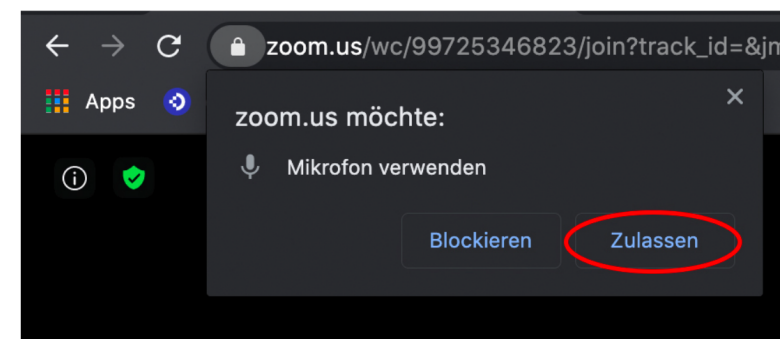 zoom.us/wc/99725346823/join?track_id=&jm
Apps
zoom.us möchte:
Mikrofon verwenden
Blockieren Zulassen